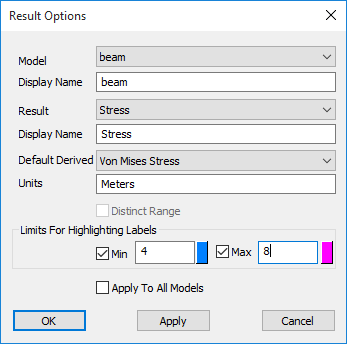 Result Options
Model beam
Display Name beam
Result Stress
Display Name Stress
Default Derived Von Mises Stress
Units Meters
Distinct Range
Limits For Highlighting Labels
Min 4 Max 8
Apply To All Models
OK Apply Cancel